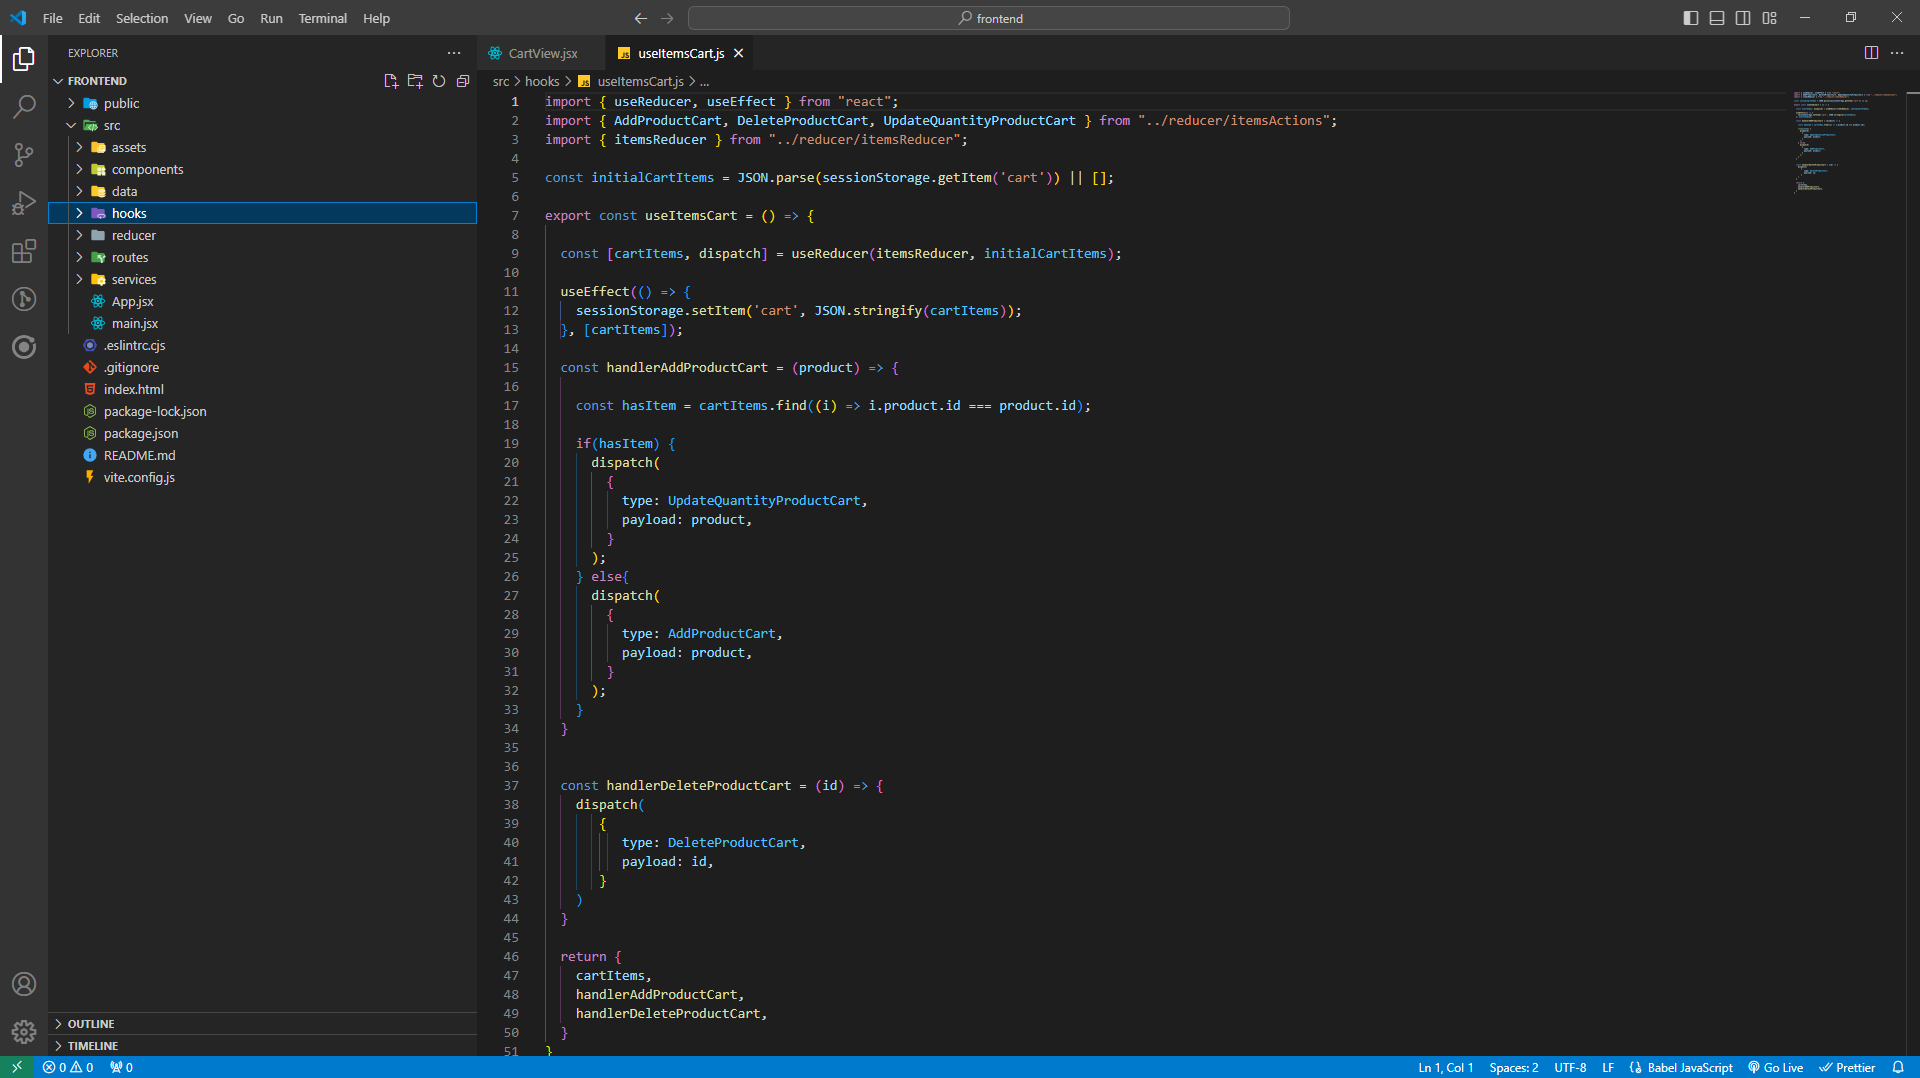 File Edit Selection View Go Run Terminal Help
frontend
EXPLORER
FRONTEND
public
src
assets
components
data
hooks
reducer
routes
services
App.jsx
main.jsx
.eslintrc.cjs
.gitignore
index.html
package-lock.json
package.json
README.md
vite.config.js
OUTLINE
TIMELINE
CartView.jsx
useItemsCart.js
src > hooks > useItemsCart.js > ...
1 import { useReducer, useEffect } from "react";
2 import { AddProductCart, DeleteProductCart, UpdateQuantityProductCart } from "../reducer/itemsActions";
3 import { itemsReducer } from "../reducer/itemsReducer";
4
5 const initialCartItems = JSON.parse(sessionStorage.getItem('cart')) || [];
6
7 export const useItemsCart = () => {
8
9 const [cartItems, dispatch] = useReducer(itemsReducer, initialCartItems);
10
11 useEffect(() => {
12 sessionStorage.setItem('cart', JSON.stringify(cartItems));
13 }, [cartItems]);
14
15 const handlerAddProductCart = (product) => {
16
17 const hasItem = cartItems.find((i) => i.product.id === product.id);
18
19 if(hasItem) {
20 dispatch(
21 {
22 type: UpdateQuantityProductCart,
23 payload: product,
24 }
25 );
26 } else{
27 dispatch(
28 {
29 type: AddProductCart,
30 payload: product,
31 }
32 );
33 }
34 }
35
36
37 const handlerDeleteProductCart = (id) => {
38 dispatch(
39 {
40 type: DeleteProductCart,
41 payload: id,
42 }
43 )
44 }
45
46 return {
47 cartItems,
48 handlerAddProductCart,
49 handlerDeleteProductCart,
50 }
51 }
0 0 0 Ln 1, Col 1 Spaces: 2 UTF-8 LF Babel JavaScript Go Live Prettier